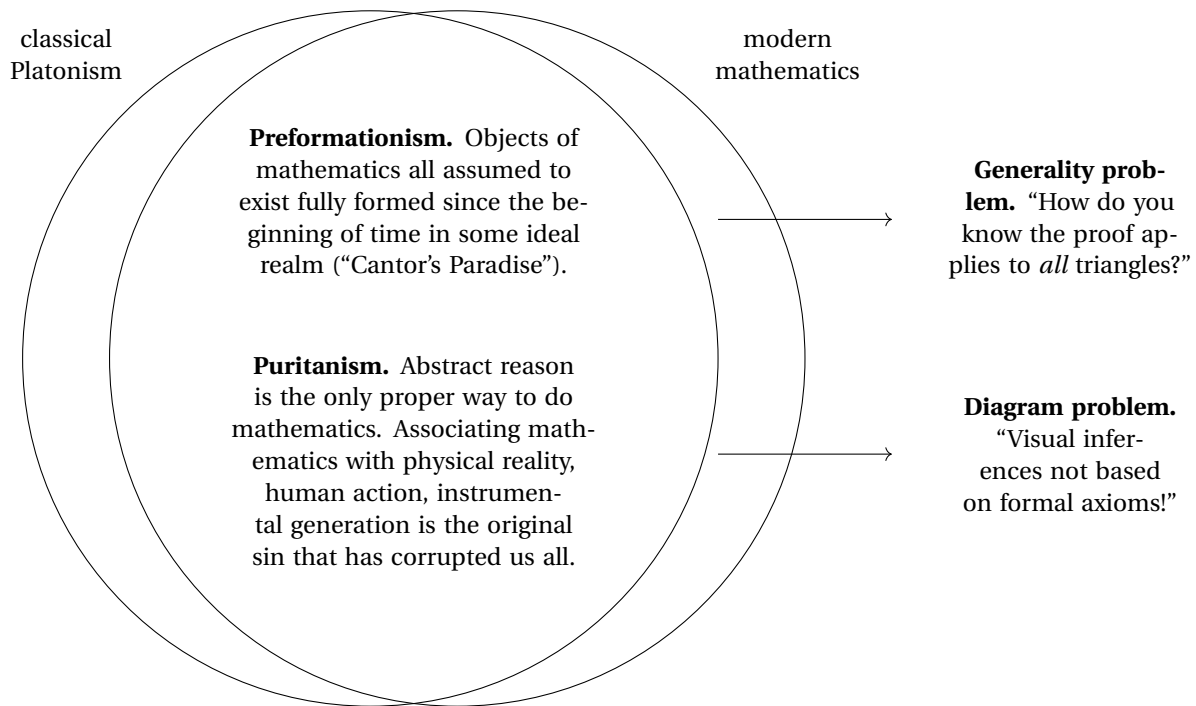 classical
Platonism
modern
mathematics
Preformationism. Objects of
mathematics all assumed to
exist fully formed since the be-
ginning of time in some ideal
realm (“Cantor’s Paradise”).
Puritanism. Abstract reason
is the only proper way to do
mathematics. Associating math-
ematics with physical reality,
human action, instrumen-
tal generation is the original
sin that has corrupted us all.
Generality prob-
lem. “How do you
know the proof ap-
plies to all triangles?”
Diagram problem.
“Visual infer-
ences not based
on formal axioms!”